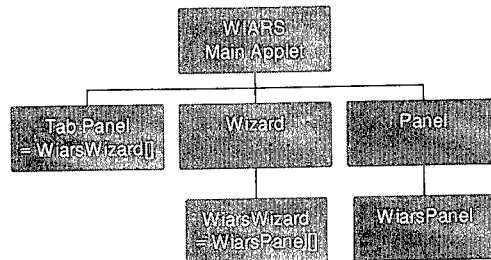 WIARS
Main Applet
Tab Panel
= WiarsWizard[]
Wizard
Panel
WiarsWizard
= WiarsPanel[]
WiarsPanel